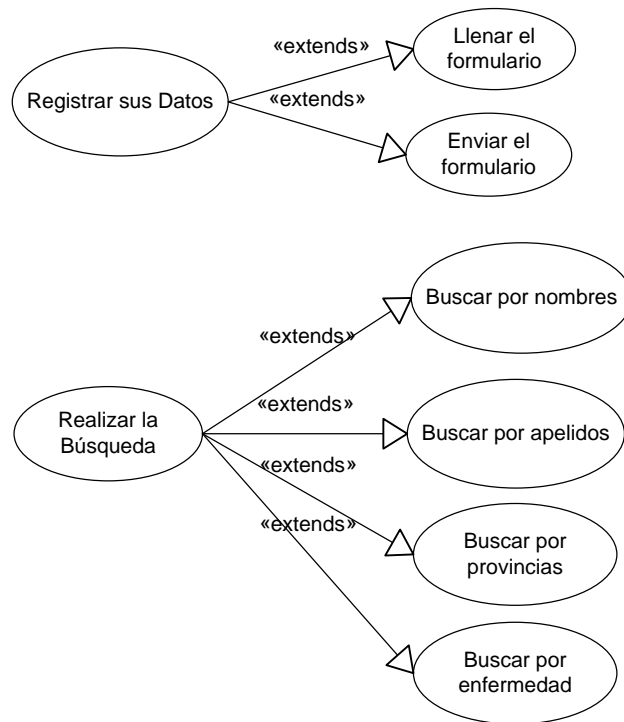 «extends»
Llenar el
formulario
Registrar sus Datos
«extends»
Enviar el
formulario
Buscar por nombres
«extends»
Realizar la
Búsqueda
«extends»
Buscar por apelidos
«extends»
Buscar por
provincias
«extends»
Buscar por
enfermedad